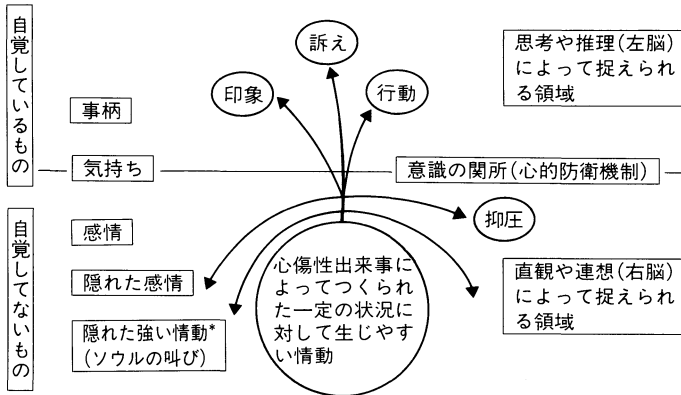 自覚しているもの
訴え
印象
行動
思考や推理(左脳)
によって捉えられ
る領域
事柄
気持ち
意識の関所(心的防衛機制)
自覚してないもの
感情
抑圧
隠れた感情
隠れた強い情動*
(ソウルの叫び)
心傷性出来事に
よってつくられ
た一定の状況に
対して生じやす
い情動
直観や連想(右脳)
によって捉えられ
る領域